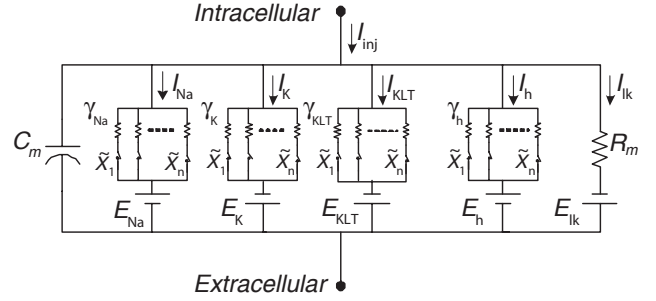 Intracellular
I_inj
I_Na I_K I_KLT I_h I_lk
γ_Na γ_K γ_KLT γ_h
C_m R_m
x̃_1 x̃_n x̃_1 x̃_n x̃_1 x̃_n x̃_1 x̃_n
E_Na E_K E_KLT E_h E_lk
Extracellular